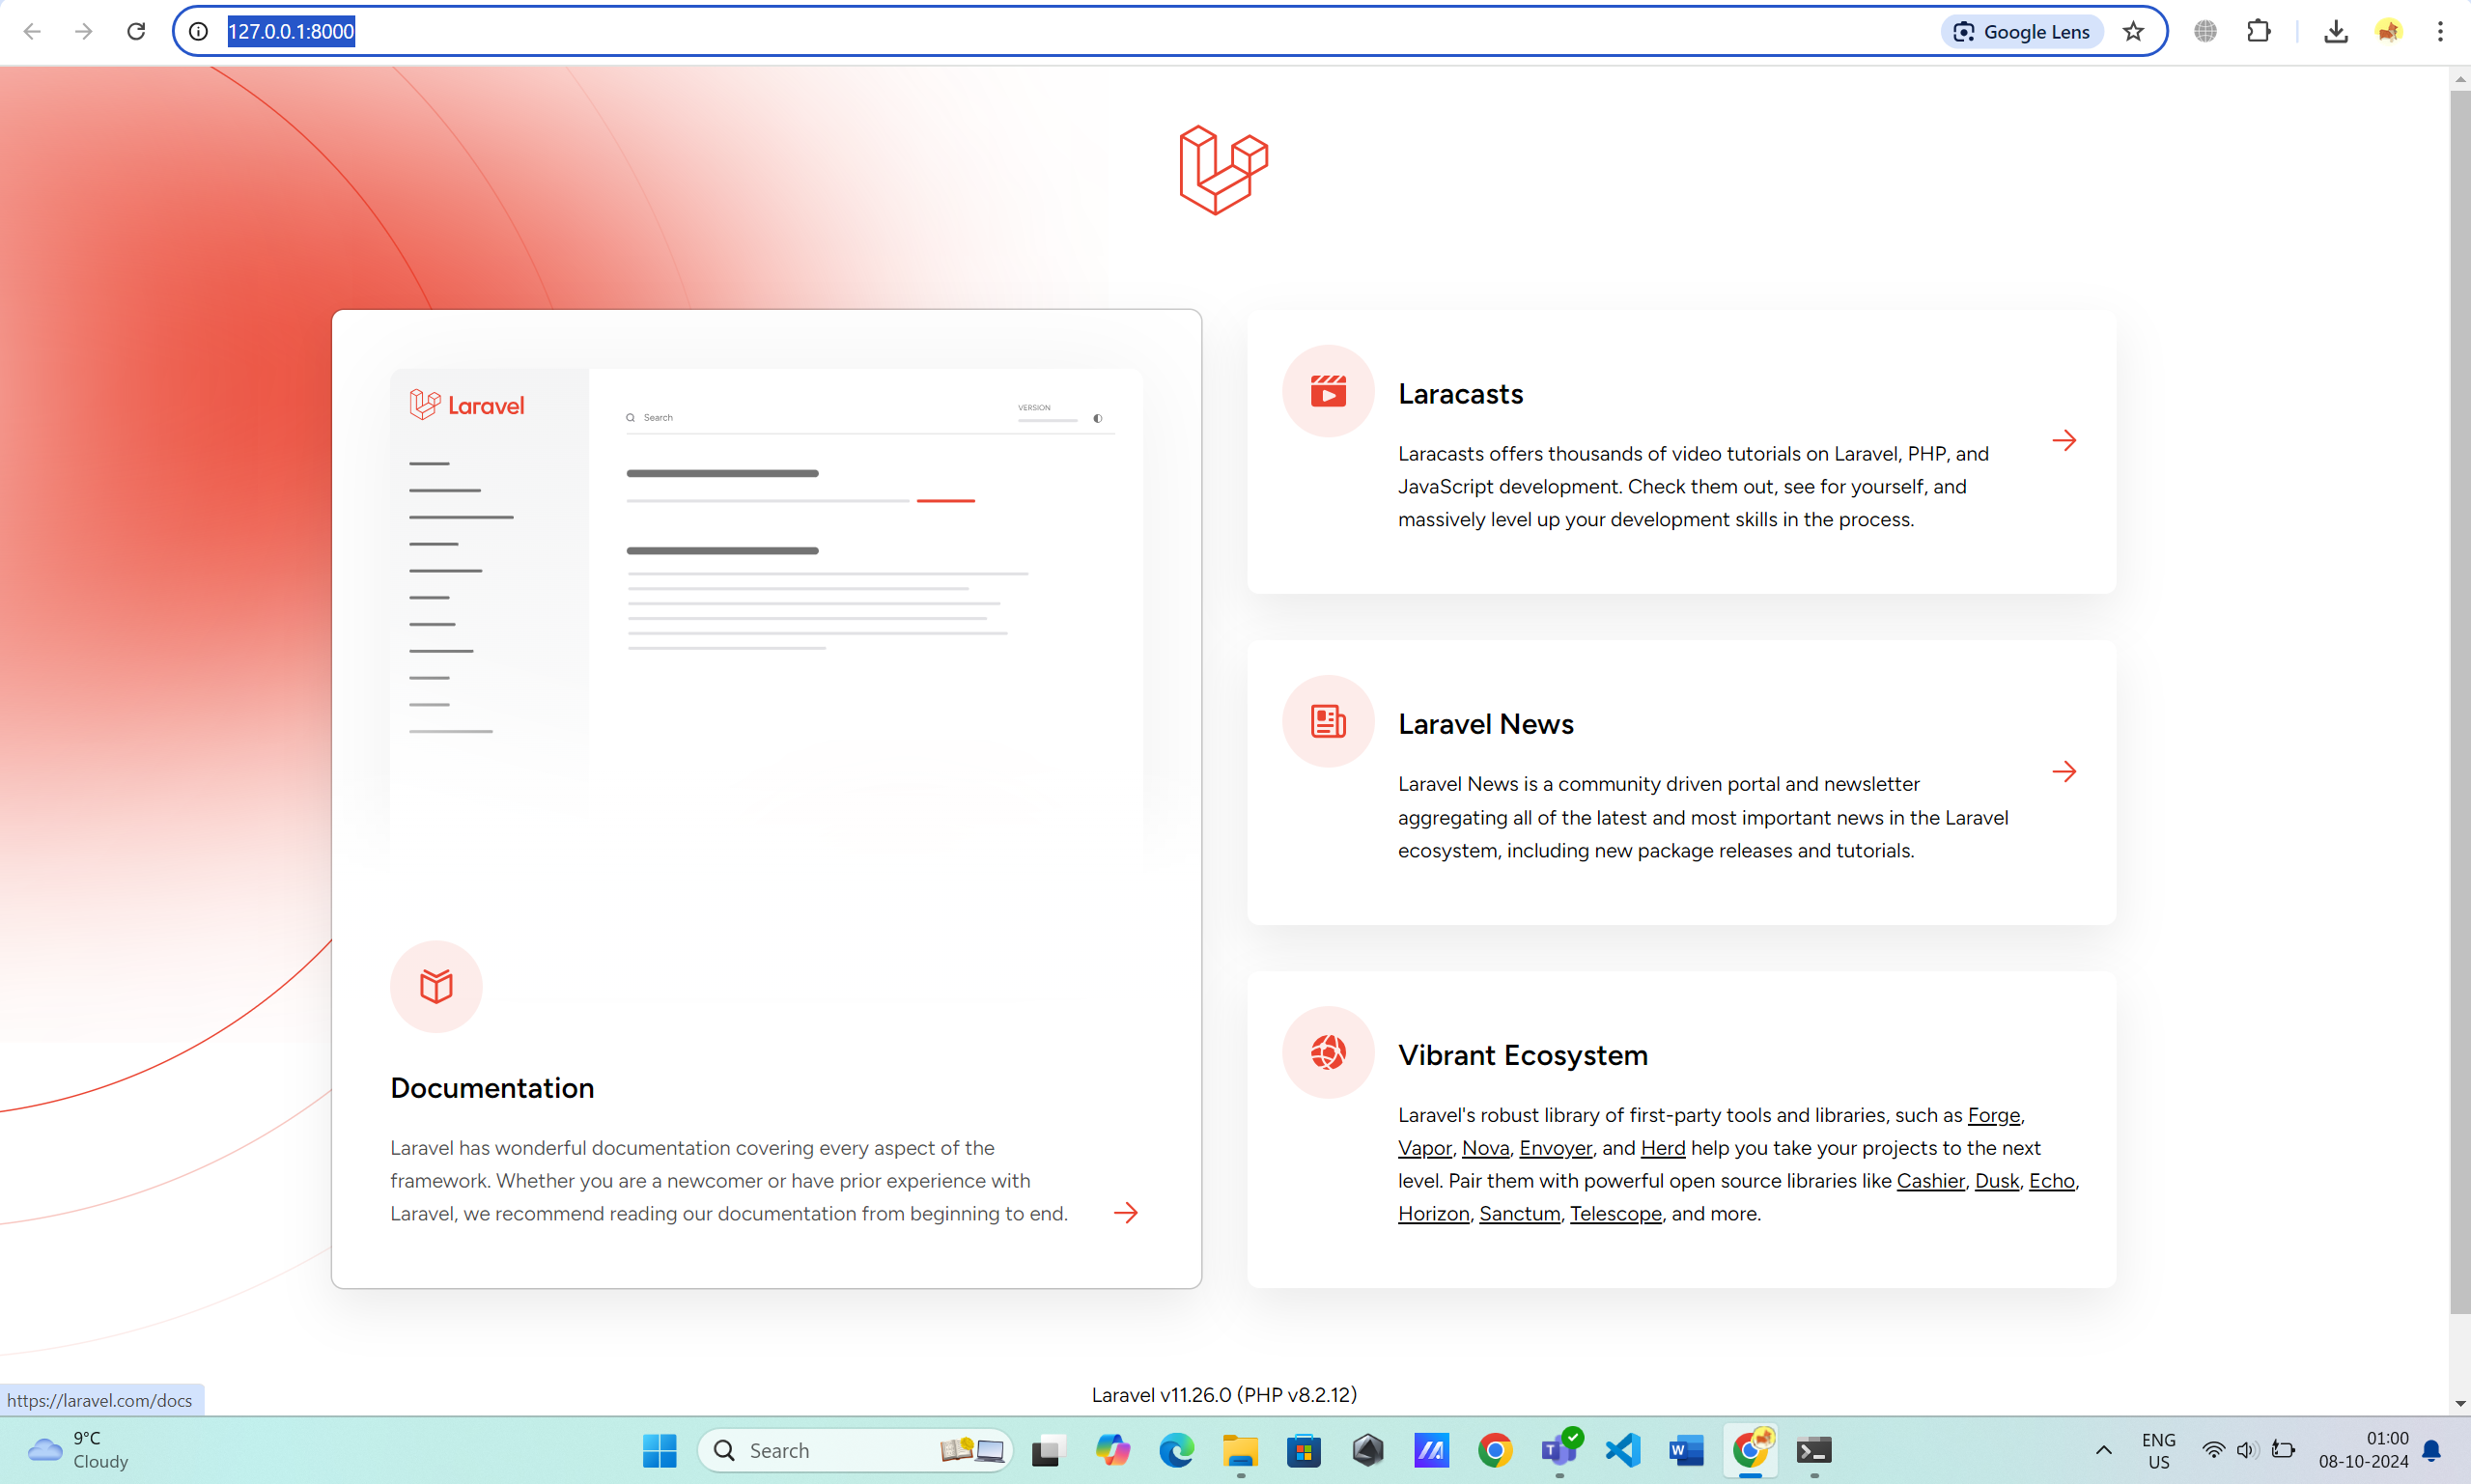 127.0.0.1:8000
Google Lens
Laravel
Search
VERSION
Documentation
Laravel has wonderful documentation covering every aspect of the
framework. Whether you are a newcomer or have prior experience with
Laravel, we recommend reading our documentation from beginning to end.
Laracasts
Laracasts offers thousands of video tutorials on Laravel, PHP, and
JavaScript development. Check them out, see for yourself, and
massively level up your development skills in the process.
Laravel News
Laravel News is a community driven portal and newsletter
aggregating all of the latest and most important news in the Laravel
ecosystem, including new package releases and tutorials.
Vibrant Ecosystem
Laravel's robust library of first-party tools and libraries, such as Forge,
Vapor, Nova, Envoyer, and Herd help you take your projects to the next
level. Pair them with powerful open source libraries like Cashier, Dusk, Echo,
Horizon, Sanctum, Telescope, and more.
Laravel v11.26.0 (PHP v8.2.12)
https://laravel.com/docs
9°C
Cloudy
Search
ENG
US
01:00
08-10-2024